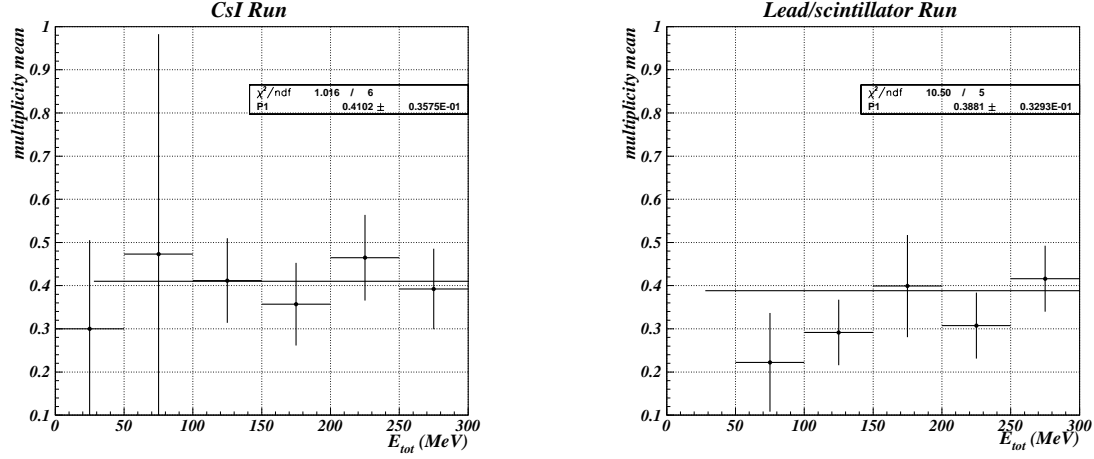 CsI Run
multiplicity mean
1
0.9
0.8
0.7
0.6
0.5
0.4
0.3
0.2
0.1
χ²/ndf 1.016 / 6
P1 0.4102 ± 0.3575E-01
0 50 100 150 200 250 300
E_tot (MeV)
Lead/scintillator Run
multiplicity mean
1
0.9
0.8
0.7
0.6
0.5
0.4
0.3
0.2
0.1
χ²/ndf 10.50 / 5
P1 0.3881 ± 0.3293E-01
0 50 100 150 200 250 300
E_tot (MeV)